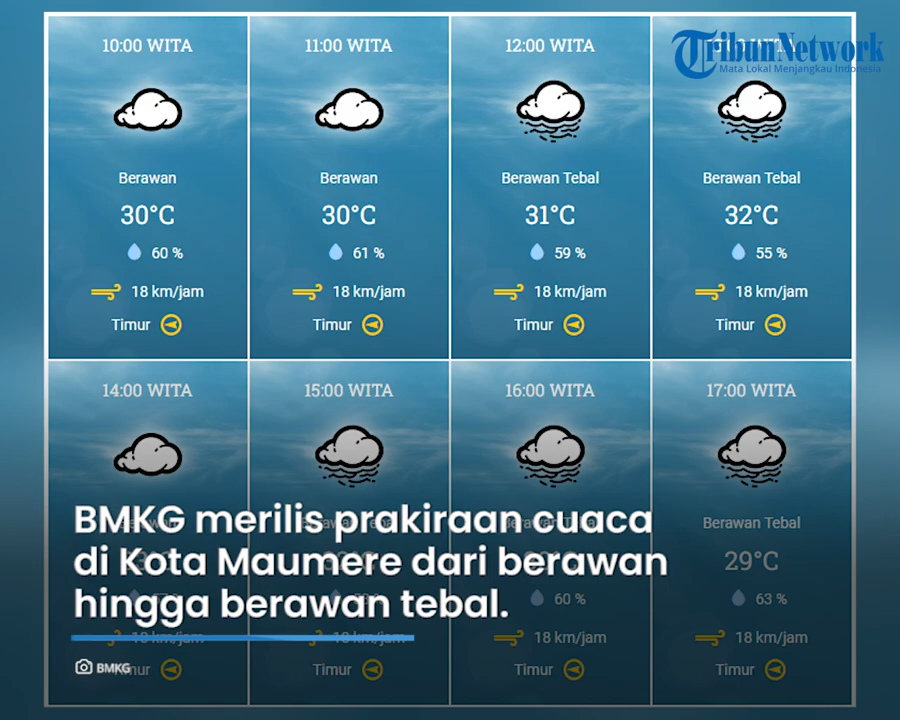 TribunNetwork
Mata Lokal Menjangkau Indonesia
10:00 WITA
Berawan
30°C
60 %
18 km/jam
Timur
11:00 WITA
Berawan
30°C
61 %
18 km/jam
Timur
12:00 WITA
Berawan Tebal
31°C
59 %
18 km/jam
Timur
Berawan Tebal
32°C
55 %
18 km/jam
Timur
14:00 WITA
18 km/jam
Timur
15:00 WITA
18 km/jam
Timur
16:00 WITA
60 %
18 km/jam
Timur
17:00 WITA
Berawan Tebal
29°C
63 %
18 km/jam
Timur
BMKG merilis prakiraan cuaca
di Kota Maumere dari berawan
hingga berawan tebal.
BMKG